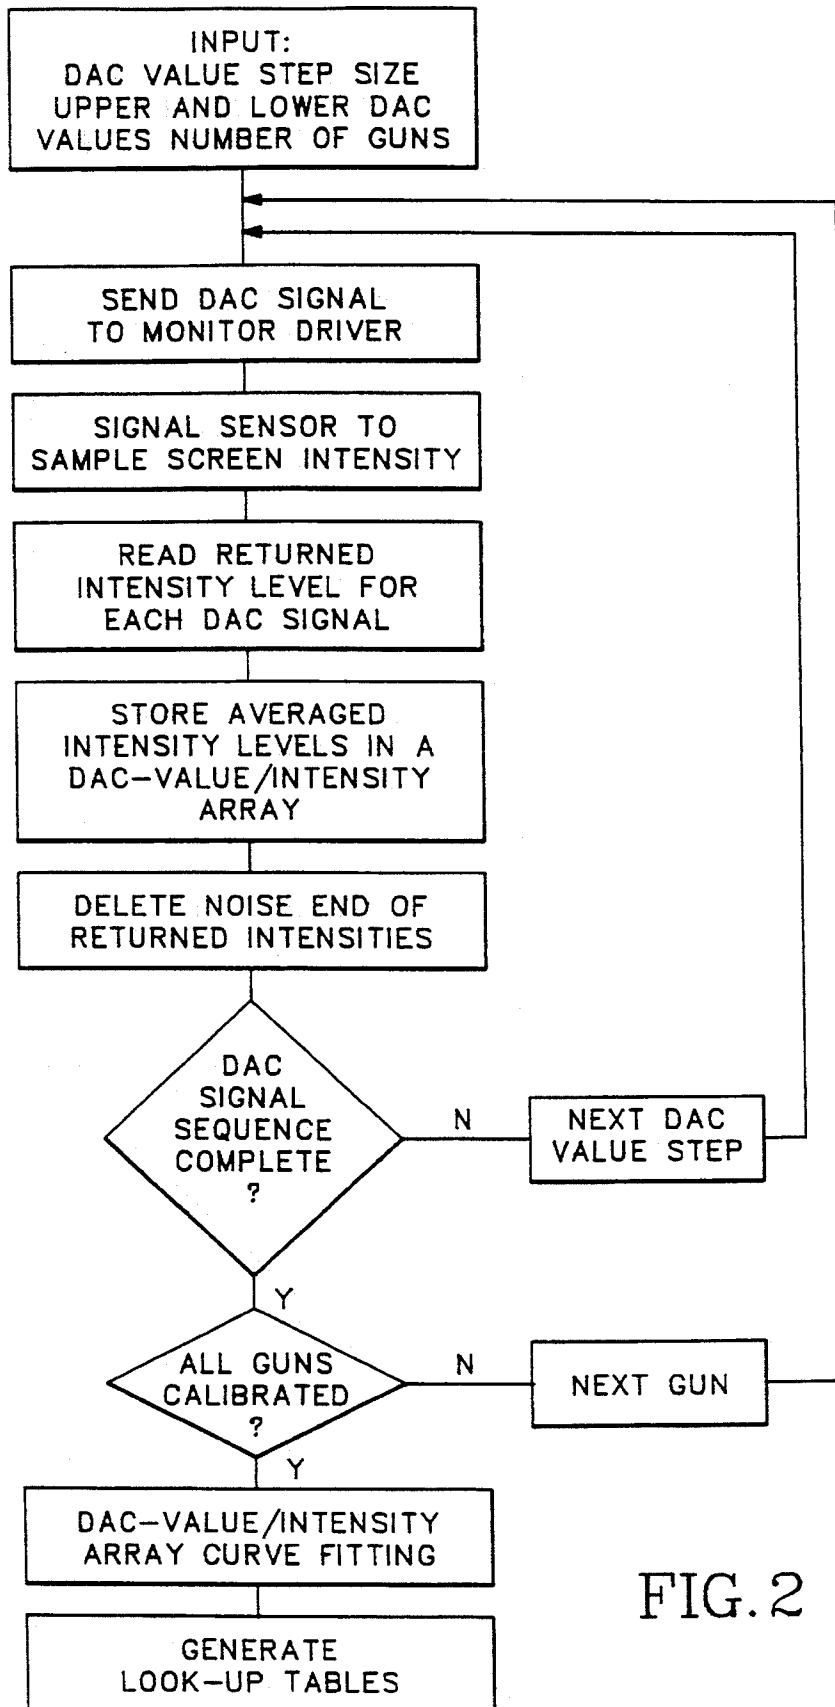 INPUT:
DAC VALUE STEP SIZE
UPPER AND LOWER DAC
VALUES NUMBER OF GUNS
SEND DAC SIGNAL
TO MONITOR DRIVER
SIGNAL SENSOR TO
SAMPLE SCREEN INTENSITY
READ RETURNED
INTENSITY LEVEL FOR
EACH DAC SIGNAL
STORE AVERAGED
INTENSITY LEVELS IN A
DAC-VALUE/INTENSITY
ARRAY
DELETE NOISE END OF
RETURNED INTENSITIES
DAC
SIGNAL
SEQUENCE
COMPLETE
?
N
NEXT DAC
VALUE STEP
Y
ALL GUNS
CALIBRATED
?
N
NEXT GUN
Y
DAC-VALUE/INTENSITY
ARRAY CURVE FITTING
GENERATE
LOOK-UP TABLES
FIG. 2